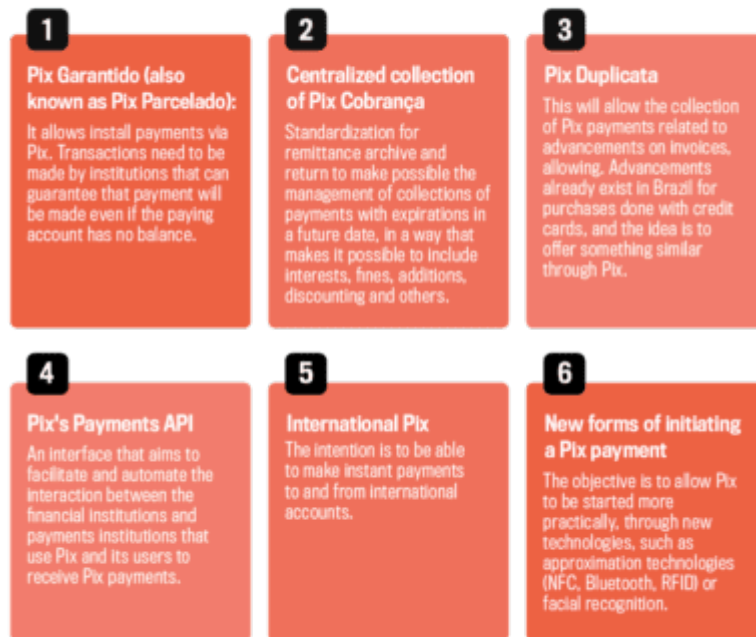 1
Pix Garantido (also
known as Pix Parcelado):
It allows install payments via
Pix. Transactions need to be
made by institutions that can
guarantee that payment will
be made even if the paying
account has no balance.
2
Centralized collection
of Pix Cobrança
Standardization for
remittance archive and
return to make possible the
management of collections of
payments with expirations in
a future date, in a way that
makes it possible to include
interests, fines, additions,
discounting and others.
3
Pix Duplicata
This will allow the collection
of Pix payments related to
advancements on invoices,
allowing. Advancements
already exist in Brazil for
purchases done with credit
cards, and the idea is to
offer something similar
through Pix.
4
Pix's Payments API
An interface that aims to
facilitate and automate the
interaction between the
financial institutions and
payments institutions that
use Pix and its users to
receive Pix payments.
5
International Pix
The intention is to be able
to make instant payments
to and from international
accounts.
6
New forms of initiating
a Pix payment
The objective is to allow Pix
to be started more
practically, through new
technologies, such as
approximation technologies
(NFC, Bluetooth, RFID) or
facial recognition.